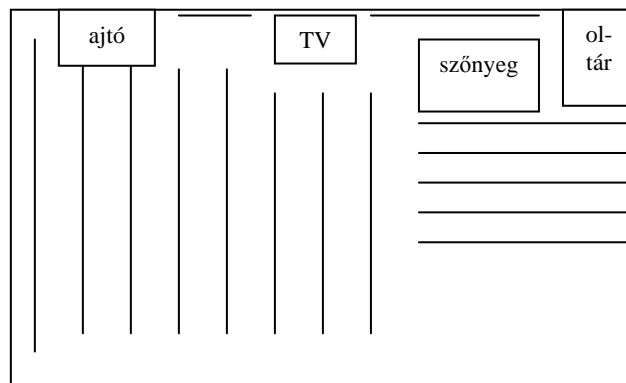 ajtó
TV
szőnyeg
ol-
tár